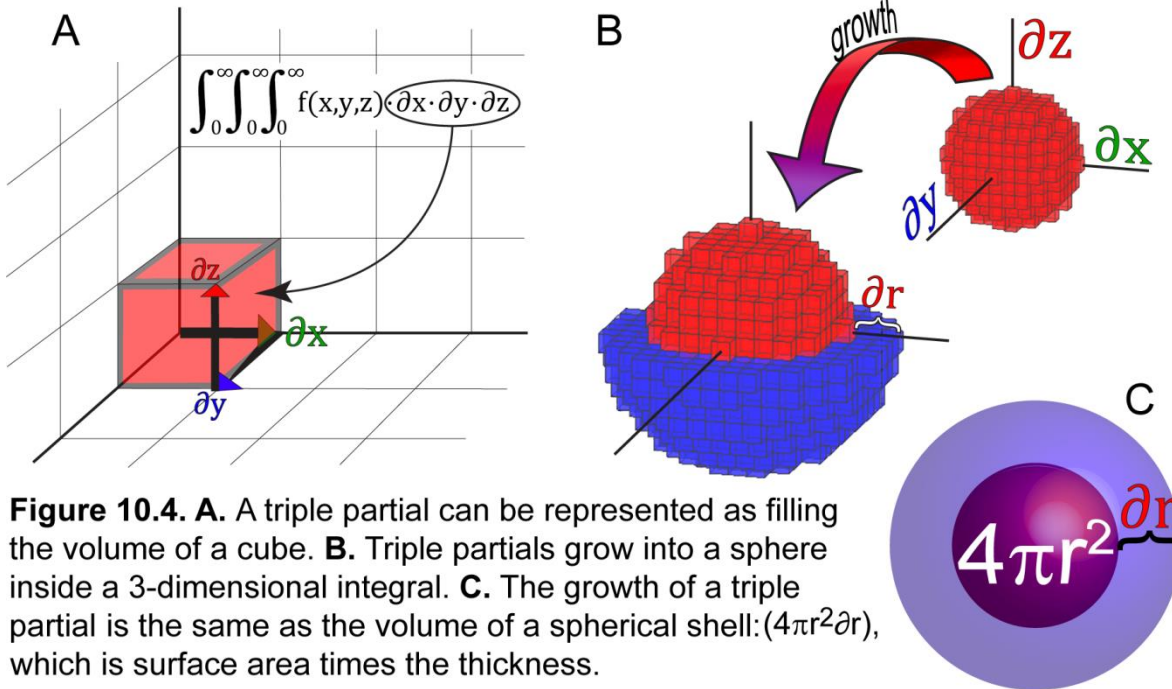 A
∫₀^∞∫₀^∞∫₀^∞ f(x,y,z)·∂x·∂y·∂z
∂z
∂x
∂y
B
growth
∂z
∂x
∂y
∂r
C
4πr²
∂r
Figure 10.4. A. A triple partial can be represented as filling
the volume of a cube. B. Triple partials grow into a sphere
inside a 3-dimensional integral. C. The growth of a triple
partial is the same as the volume of a spherical shell:(4πr²∂r),
which is surface area times the thickness.